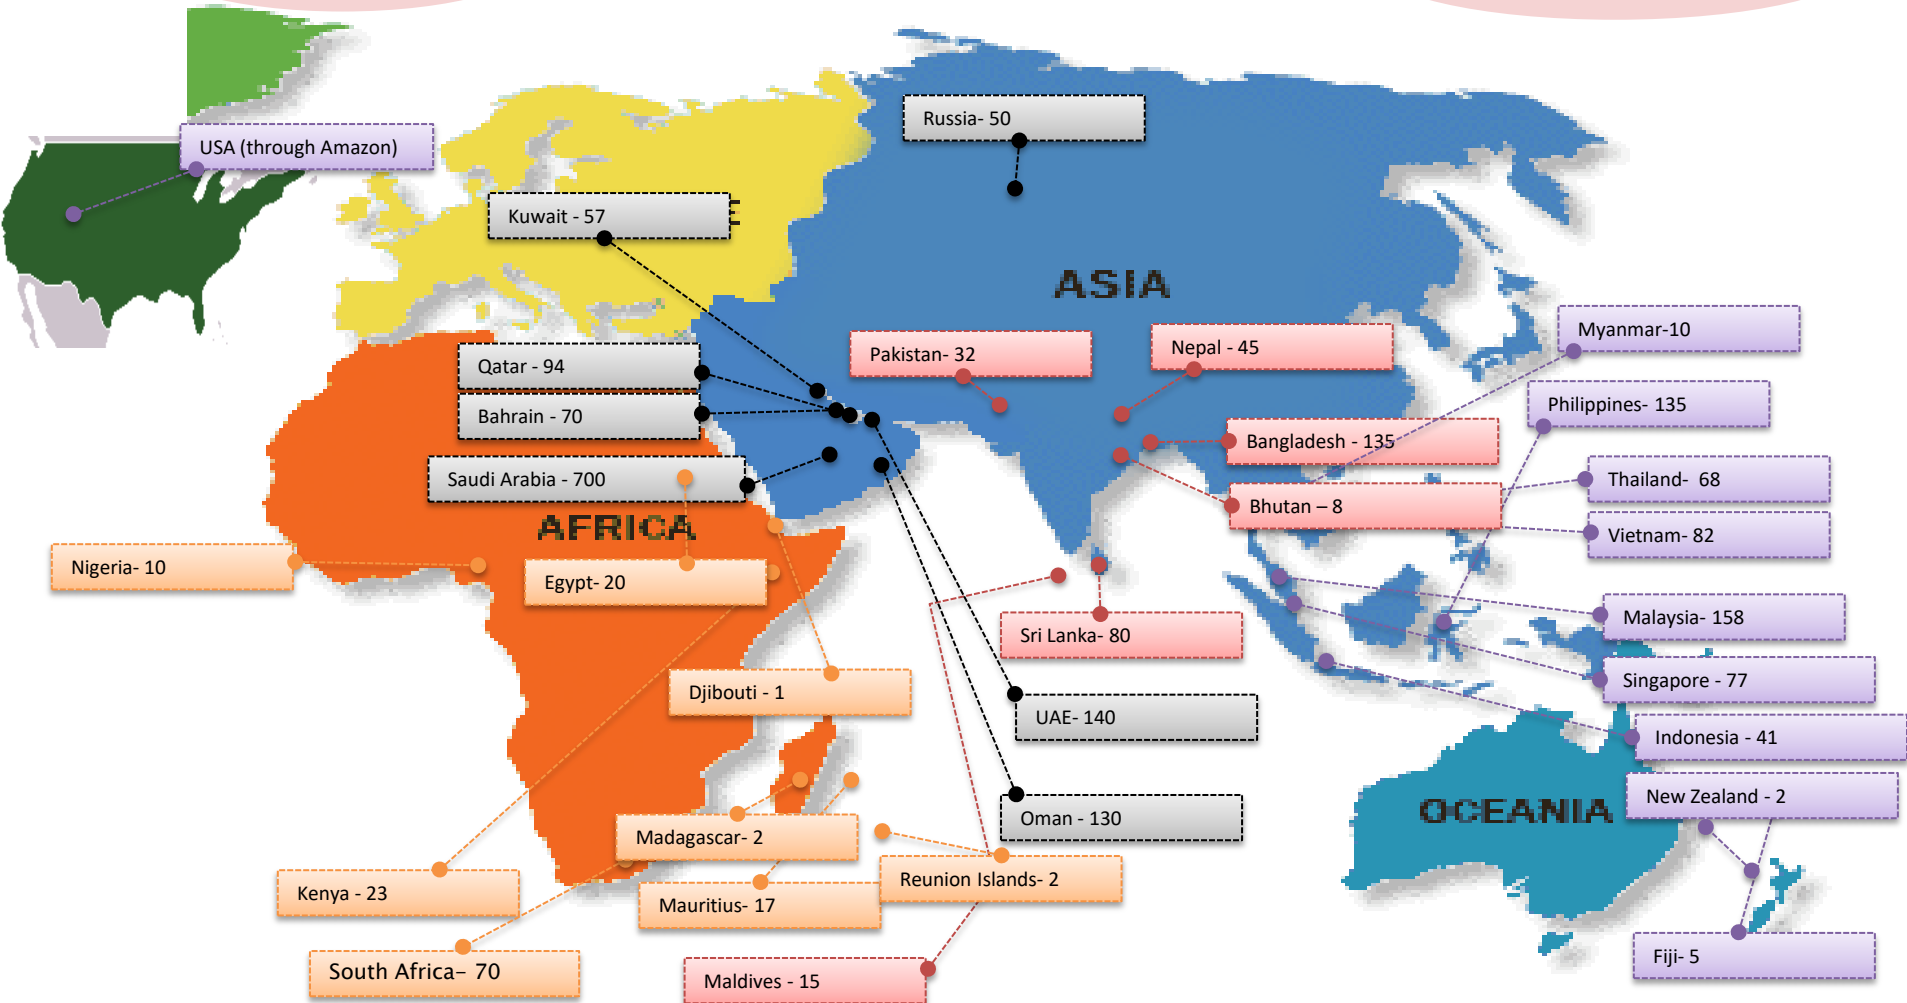 USA (through Amazon)
Russia- 50
Kuwait - 57
E
ASIA
Myanmar-10
Pakistan- 32
Nepal - 45
Qatar - 94
Philippines- 135
Bahrain - 70
Bangladesh - 135
Saudi Arabia - 700
Thailand-  68
Bhutan – 8
AFRICA
Vietnam- 82
Nigeria- 10
Egypt- 20
Malaysia- 158
Sri Lanka- 80
Singapore - 77
Djibouti - 1
UAE- 140
Indonesia - 41
New Zealand - 2
OCEANIA
Oman - 130
Madagascar- 2
Reunion Islands- 2
Kenya - 23
Mauritius- 17
Fiji- 5
South Africa– 70
Maldives - 15